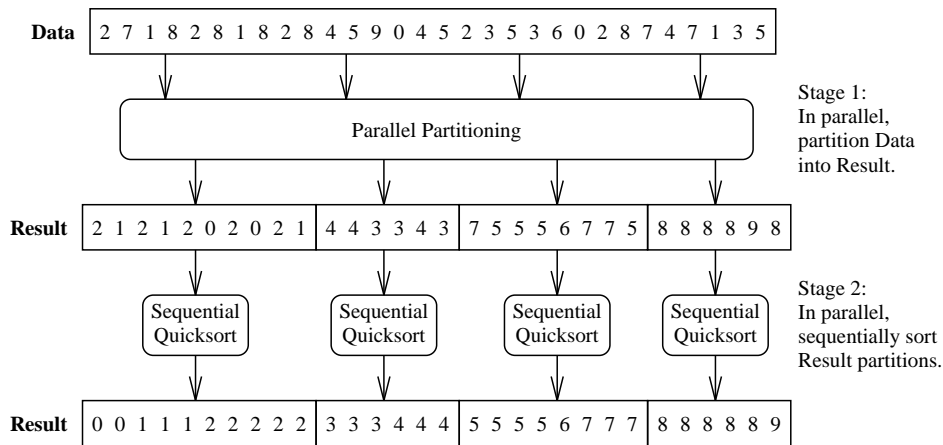 Data 2 7 1 8 2 8 1 8 2 8 4 5 9 0 4 5 2 3 5 3 6 0 2 8 7 4 7 1 3 5
Parallel Partitioning
Stage 1:
In parallel,
partition Data
into Result.
Result 2 1 2 1 2 0 2 0 2 1 4 4 3 3 4 3 7 5 5 5 6 7 7 5 8 8 8 8 9 8
Sequential Quicksort
Sequential Quicksort
Sequential Quicksort
Sequential Quicksort
Stage 2:
In parallel,
sequentially sort
Result partitions.
Result 0 0 1 1 1 2 2 2 2 2 3 3 3 4 4 4 5 5 5 5 6 7 7 7 8 8 8 8 8 9